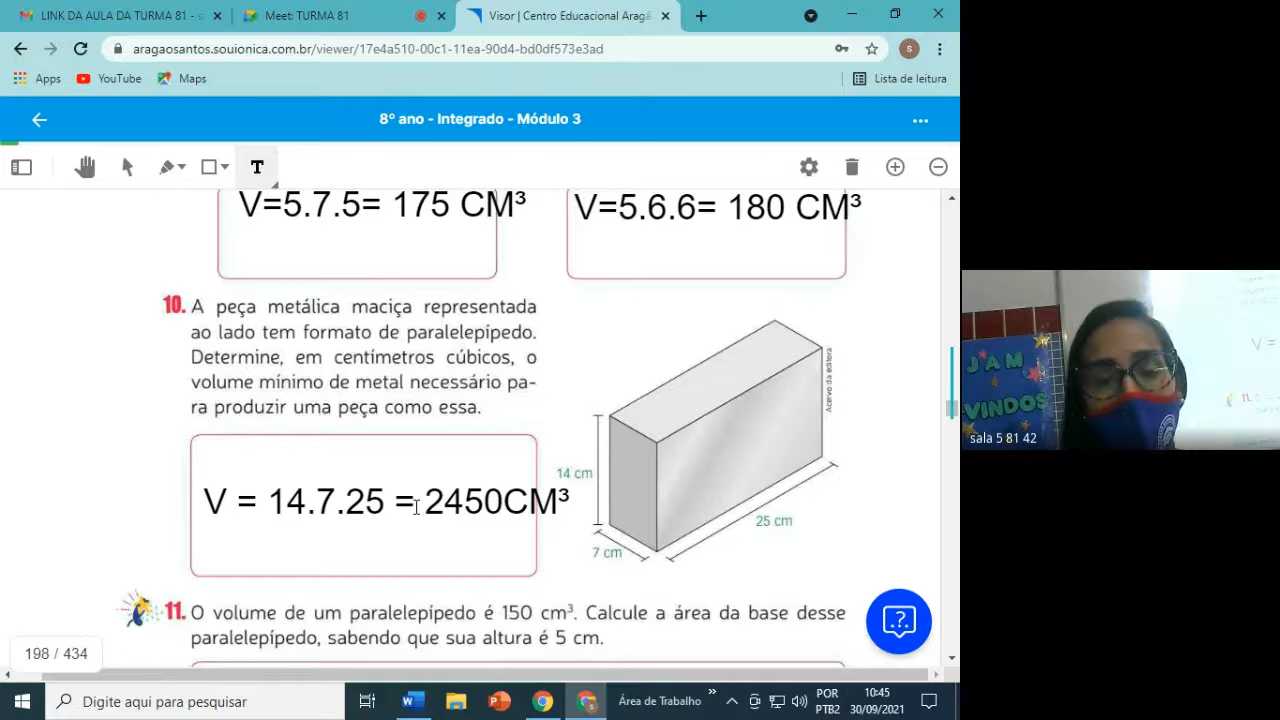 LINK DA AULA DA TURMA 81 - s
Meet: TURMA 81
Visor | Centro Educacional Aragã
aragaosantos.souionica.com.br/viewer/17e4a510-00c1-11ea-90d4-bd0df573e3ad
s
Apps
YouTube
Maps
Lista de leitura
8º ano - Integrado - Módulo 3
T
V=5.7.5= 175 CM³
V=5.6.6= 180 CM³
10. A peça metálica maciça representada
ao lado tem formato de paralelepípedo.
Determine, em centímetros cúbicos, o
volume mínimo de metal necessário pa-
ra produzir uma peça como essa.
V = 14.7.25 = 2450CM³
14 cm
7 cm
25 cm
Acervo da editora
11. O volume de um paralelepípedo é 150 cm³. Calcule a área da base desse
paralelepípedo, sabendo que sua altura é 5 cm.
198 / 434
JAM
VINDOS
V =
11.
sala 5 81 42
Digite aqui para pesquisar
Área de Trabalho
POR
PTB2
10:45
30/09/2021